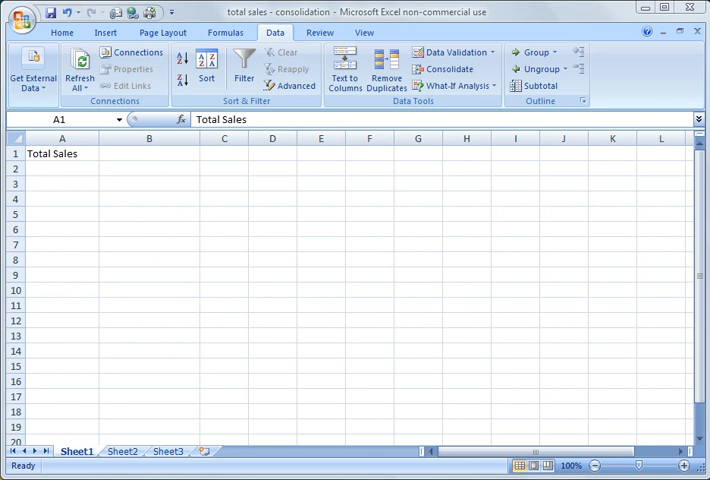 total sales - consolidation - Microsoft Excel non-commercial use
Home Insert Page Layout Formulas Data Review View
Get External Data
Refresh All
Connections
Properties
Edit Links
Connections
Sort
Filter
Clear
Reapply
Advanced
Sort & Filter
Text to Columns
Remove Duplicates
Data Validation
Consolidate
What-If Analysis
Data Tools
Group
Ungroup
Subtotal
Outline
A1 fx Total Sales
A B C D E F G H I J K L
1 Total Sales
2
3
4
5
6
7
8
9
10
11
12
13
14
15
16
17
18
19
20
Sheet1 Sheet2 Sheet3
Ready 100%